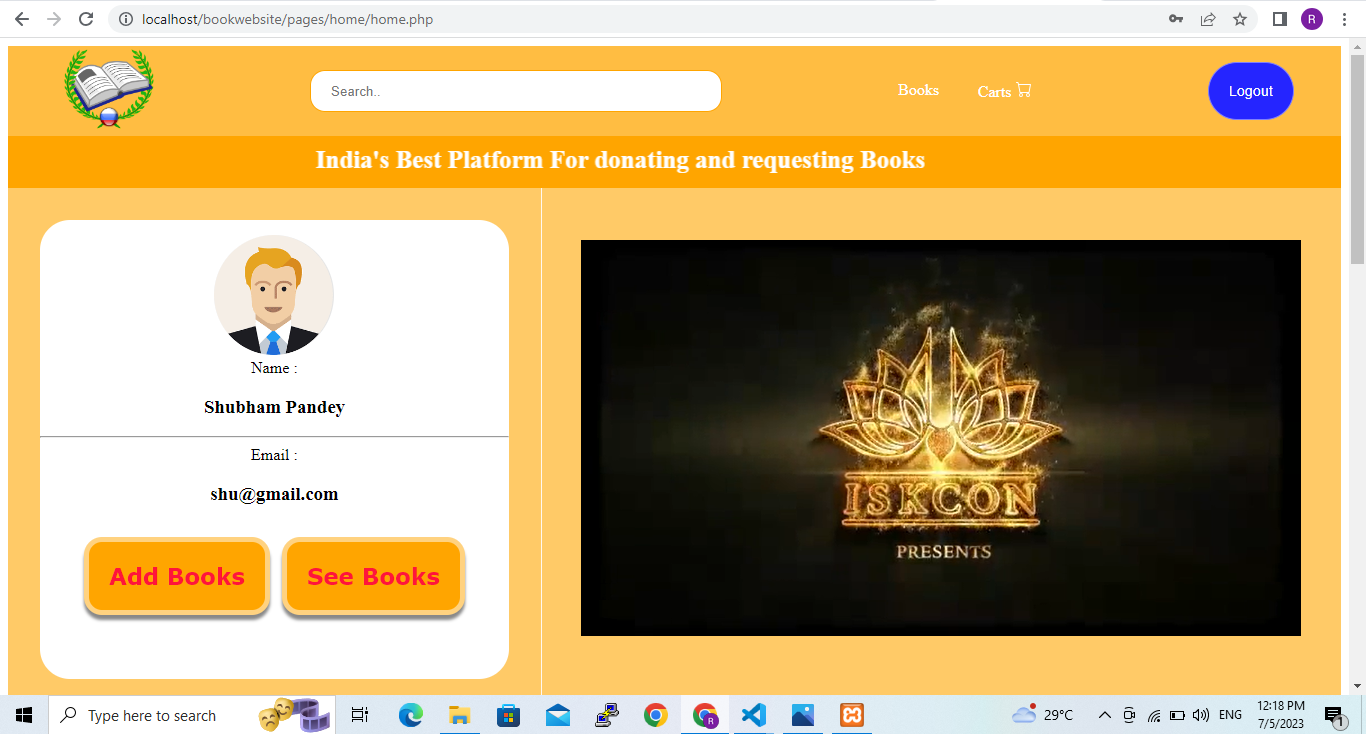 localhost/bookwebsite/pages/home/home.php
R
Search..
Books
Carts
Logout
India's Best Platform For donating and requesting Books
Name :
Shubham Pandey
Email :
shu@gmail.com
Add Books
See Books
ISKCON
PRESENTS
Type here to search
R
29°C
ENG
12:18 PM
7/5/2023
1